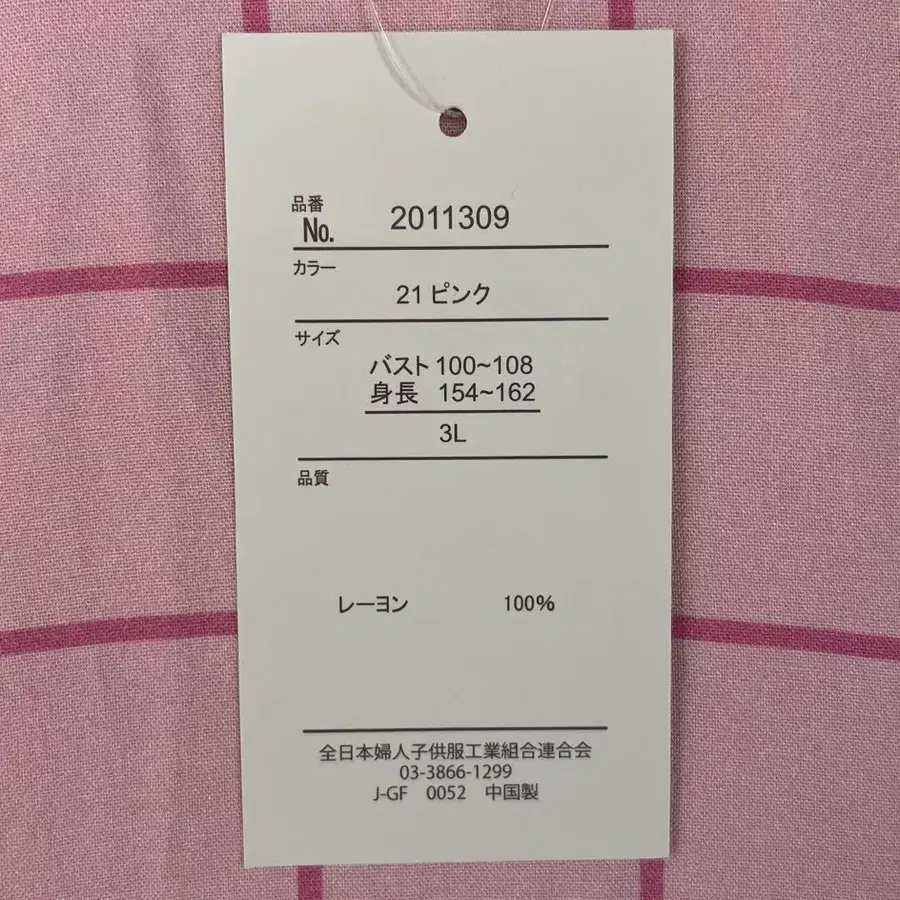 品番
No. 2011309
カラー
21 ピンク
サイズ
バスト 100~108
身長 154~162
3L
品質
レーヨン 100%
全日本婦人子供服工業組合連合会
03-3866-1299
J-GF 0052 中国製